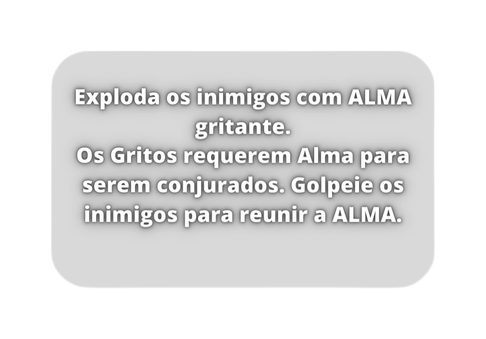 Exploda os inimigos com ALMA
gritante.
Os Gritos requerem Alma para
serem conjurados. Golpeie os
inimigos para reunir a ALMA.